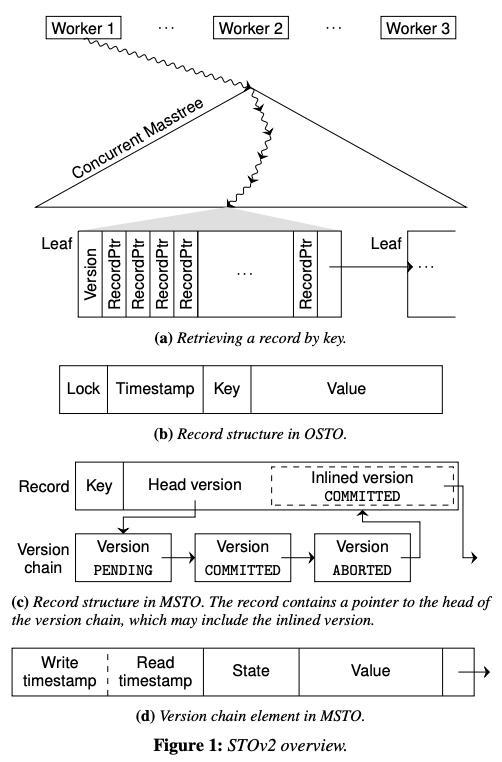 Worker 1 ... Worker 2 ... Worker 3
Concurrent Masstree
Leaf
Version
RecordPtr
RecordPtr
RecordPtr
RecordPtr
...
RecordPtr
Leaf
...
(a) Retrieving a record by key.
Lock Timestamp Key Value
(b) Record structure in OSTO.
Record
Key
Head version
Inlined version
COMMITTED
Version
chain
Version
PENDING
Version
COMMITTED
Version
ABORTED
(c) Record structure in MSTO. The record contains a pointer to the head of
the version chain, which may include the inlined version.
Write
timestamp
Read
timestamp
State
Value
(d) Version chain element in MSTO.
Figure 1: STOv2 overview.